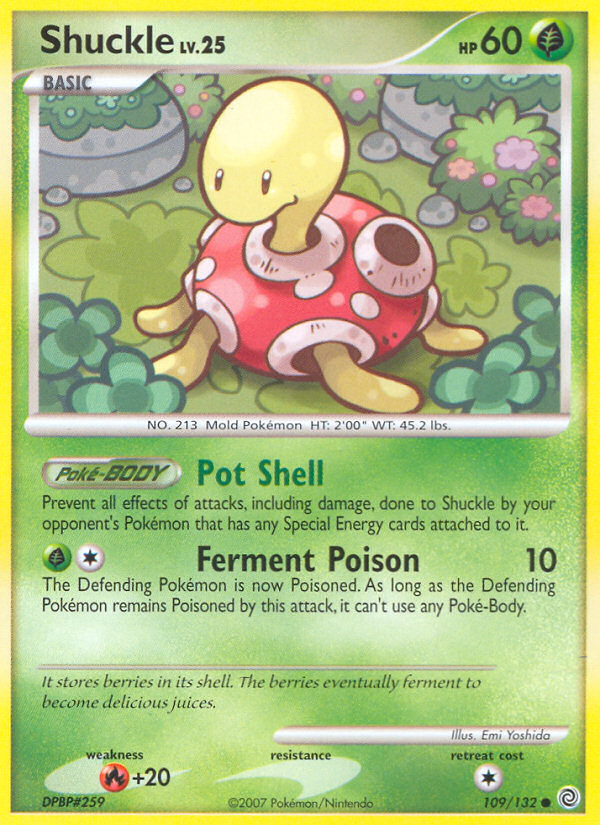 Shuckle LV.25 HP 60
BASIC
NO. 213 Mold Pokémon HT: 2'00" WT: 45.2 lbs.
Poké-BODY Pot Shell
Prevent all effects of attacks, including damage, done to Shuckle by your
opponent's Pokémon that has any Special Energy cards attached to it.
Ferment Poison 10
The Defending Pokémon is now Poisoned. As long as the Defending
Pokémon remains Poisoned by this attack, it can't use any Poké-Body.
It stores berries in its shell. The berries eventually ferment to
become delicious juices.
Illus. Emi Yoshida
weakness resistance retreat cost
+20
DPBP#259 ©2007 Pokémon/Nintendo 109/132